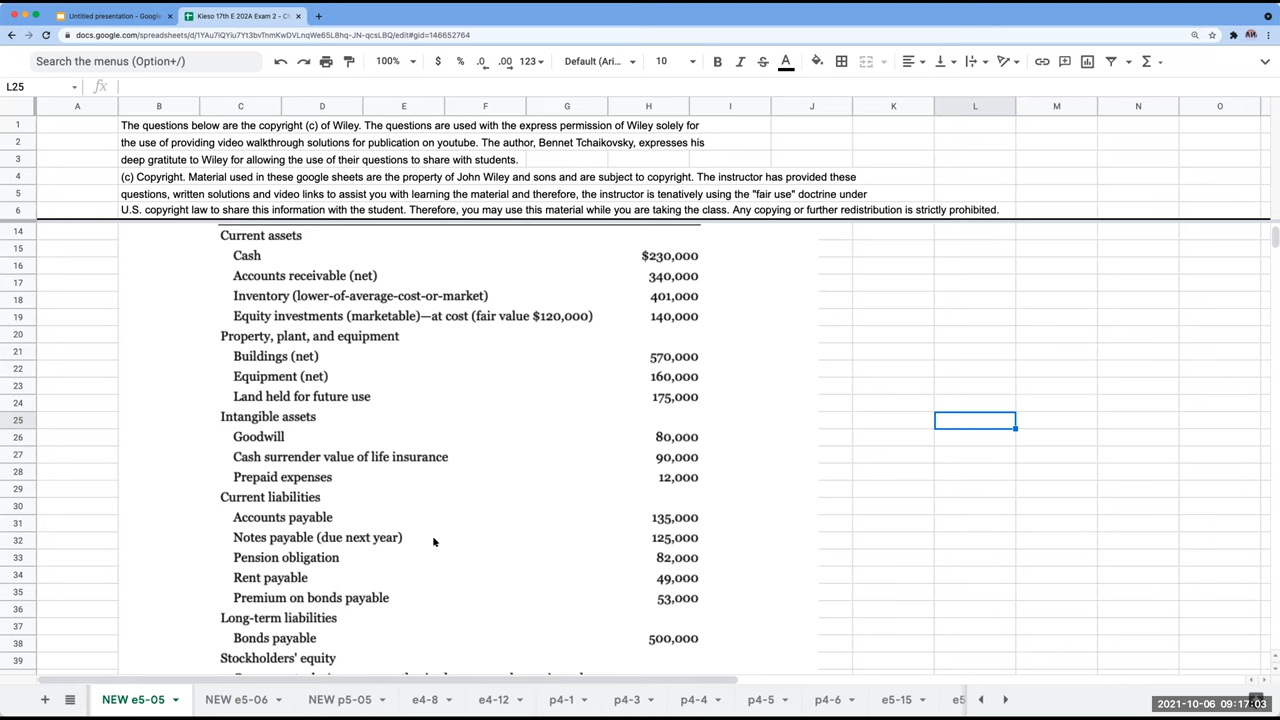 Untitled presentation - Google
Kieso 17th E 202A Exam 2 - Ch
docs.google.com/spreadsheets/d/1YAu7iQYiu7Yt3bvTnmKwDVLnqWe65L8hq-JN-qcsLBQ/edit#gid=146652764
Search the menus (Option+/)
100%
$ % .0 .00 123
Default (Ari...
10
B I S A
L25
fx
A B C D E F G H I J K L M N O
1 The questions below are the copyright (c) of Wiley. The questions are used with the express permission of Wiley solely for
2 the use of providing video walkthrough solutions for publication on youtube. The author, Bennet Tchaikovsky, expresses his
3 deep gratitute to Wiley for allowing the use of their questions to share with students.
4 (c) Copyright. Material used in these google sheets are the property of John Wiley and sons and are subject to copyright. The instructor has provided these
5 questions, written solutions and video links to assist you with learning the material and therefore, the instructor is tenatively using the "fair use" doctrine under
6 U.S. copyright law to share this information with the student. Therefore, you may use this material while you are taking the class. Any copying or further redistribution is strictly prohibited.
14 Current assets
15 Cash $230,000
16 Accounts receivable (net) 340,000
17
18 Inventory (lower-of-average-cost-or-market) 401,000
19 Equity investments (marketable)—at cost (fair value $120,000) 140,000
20 Property, plant, and equipment
21 Buildings (net) 570,000
22 Equipment (net) 160,000
23
24 Land held for future use 175,000
25 Intangible assets
26 Goodwill 80,000
27 Cash surrender value of life insurance 90,000
28 Prepaid expenses 12,000
29
30 Current liabilities
31 Accounts payable 135,000
32 Notes payable (due next year) 125,000
33 Pension obligation 82,000
34 Rent payable 49,000
35
36 Premium on bonds payable 53,000
37 Long-term liabilities
38 Bonds payable 500,000
39 Stockholders' equity
NEW e5-05
NEW e5-06
NEW p5-05
e4-8
e4-12
p4-1
p4-3
p4-4
p4-5
p4-6
e5-15
e5
2021-10-06 09:17:03